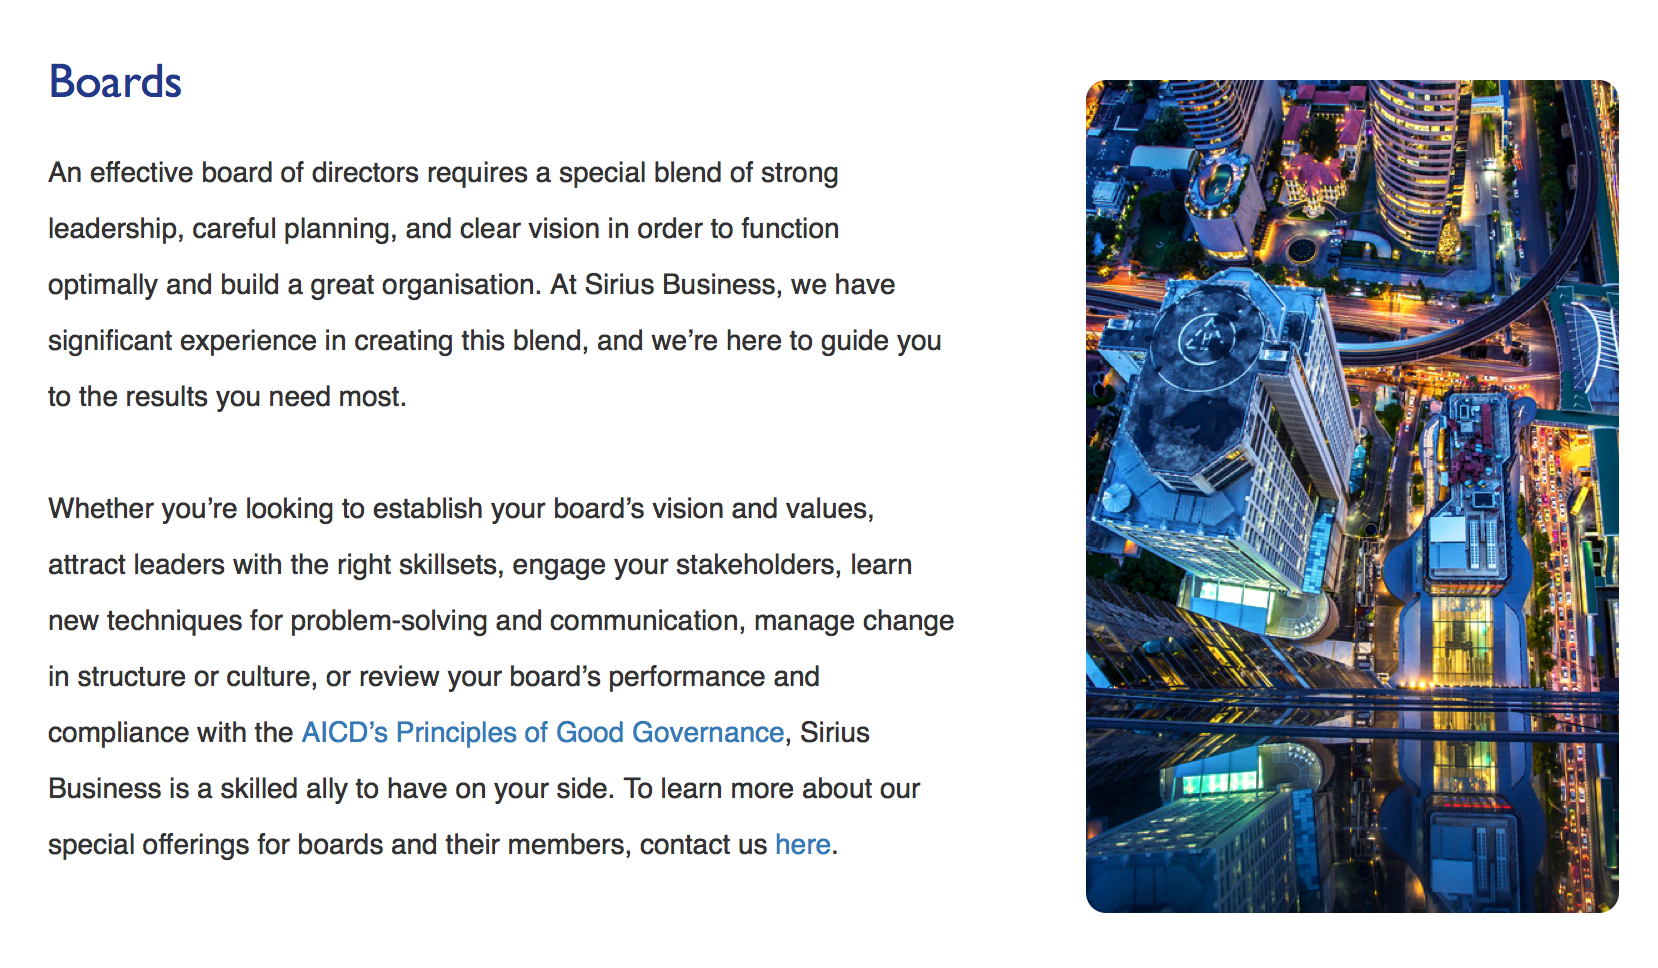 Boards
An effective board of directors requires a special blend of strong
leadership, careful planning, and clear vision in order to function
optimally and build a great organisation. At Sirius Business, we have
significant experience in creating this blend, and we’re here to guide you
to the results you need most.
Whether you’re looking to establish your board’s vision and values,
attract leaders with the right skillsets, engage your stakeholders, learn
new techniques for problem-solving and communication, manage change
in structure or culture, or review your board’s performance and
compliance with the AICD’s Principles of Good Governance, Sirius
Business is a skilled ally to have on your side. To learn more about our
special offerings for boards and their members, contact us here.